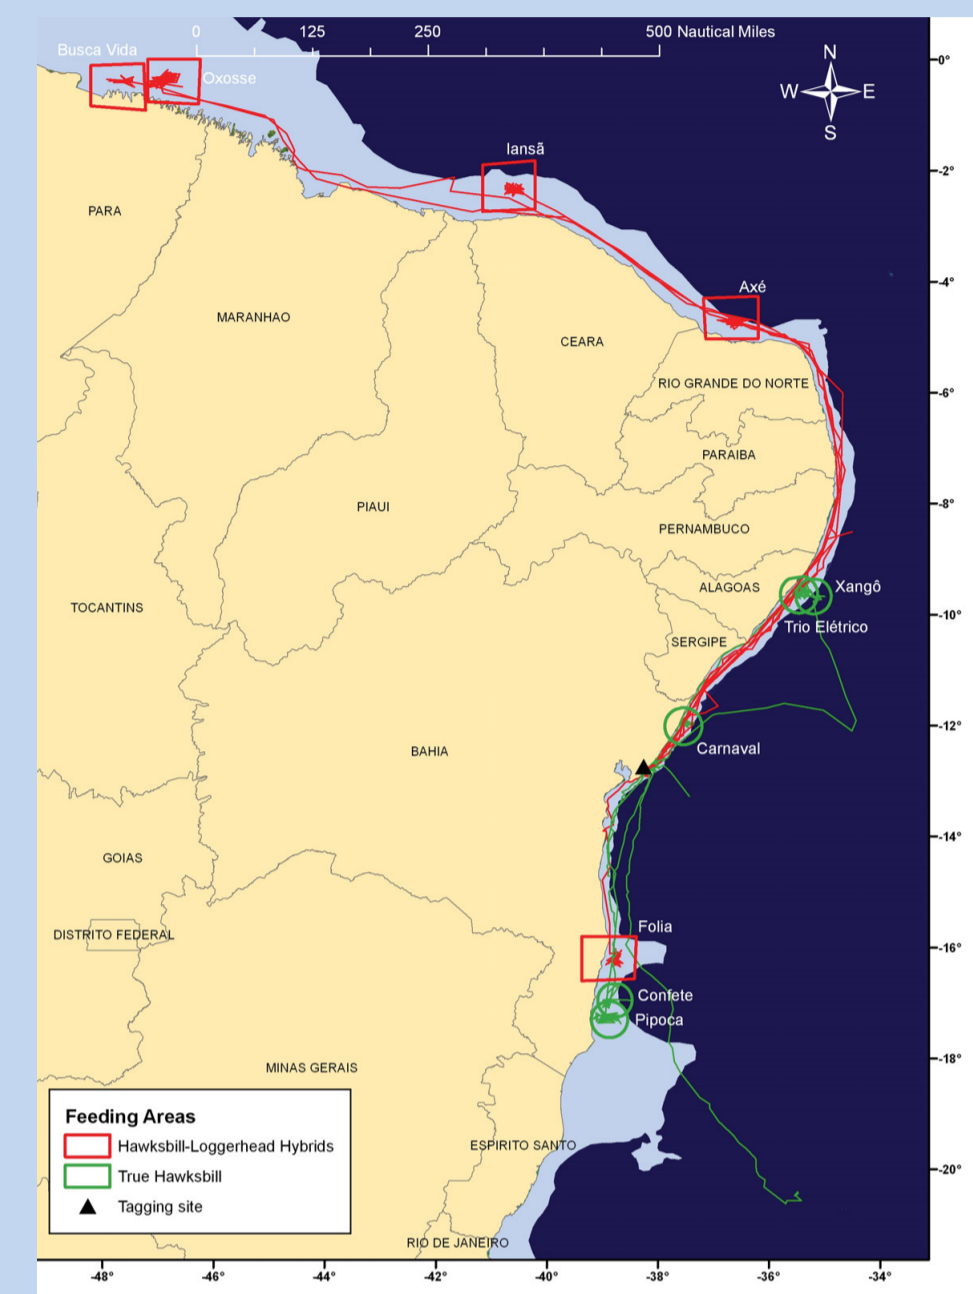 0 125 250 500 Nautical Miles
Busca Vida
Oxosse
N
W E
S
Iansã
Axé
PARA
MARANHAO
CEARA
RIO GRANDE DO NORTE
PARAIBA
PIAUI
PERNAMBUCO
ALAGOAS
Xangô
TOCANTINS
Trio Elétrico
SERGIPE
Carnaval
BAHIA
GOIAS
DISTRITO FEDERAL
Folia
Confete
Pipoca
MINAS GERAIS
ESPIRITO SANTO
RIO DE JANEIRO
Feeding Areas
Hawksbill-Loggerhead Hybrids
True Hawksbill
Tagging site
0°
-2°
-4°
-6°
-8°
-10°
-12°
-14°
-16°
-18°
-20°
-48° -46° -44° -42° -40° -38° -36° -34°